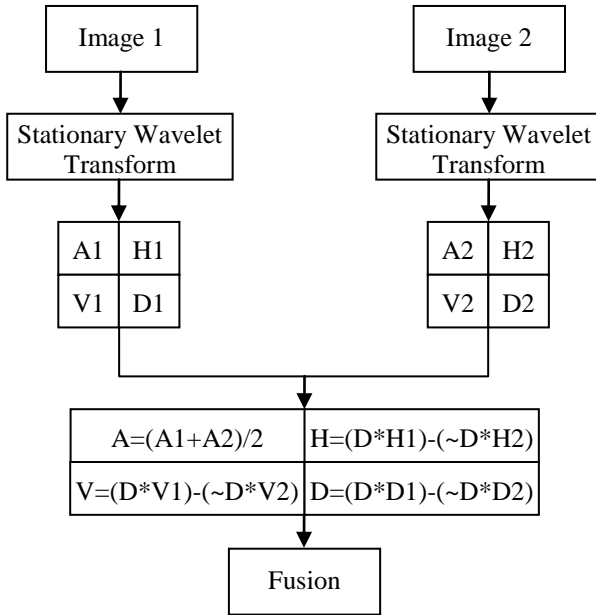 Image 1
Image 2
Stationary Wavelet
Transform
Stationary Wavelet
Transform
A1 H1
V1 D1
A2 H2
V2 D2
A=(A1+A2)/2
H=(D*H1)-(~D*H2)
V=(D*V1)-(~D*V2)
D=(D*D1)-(~D*D2)
Fusion